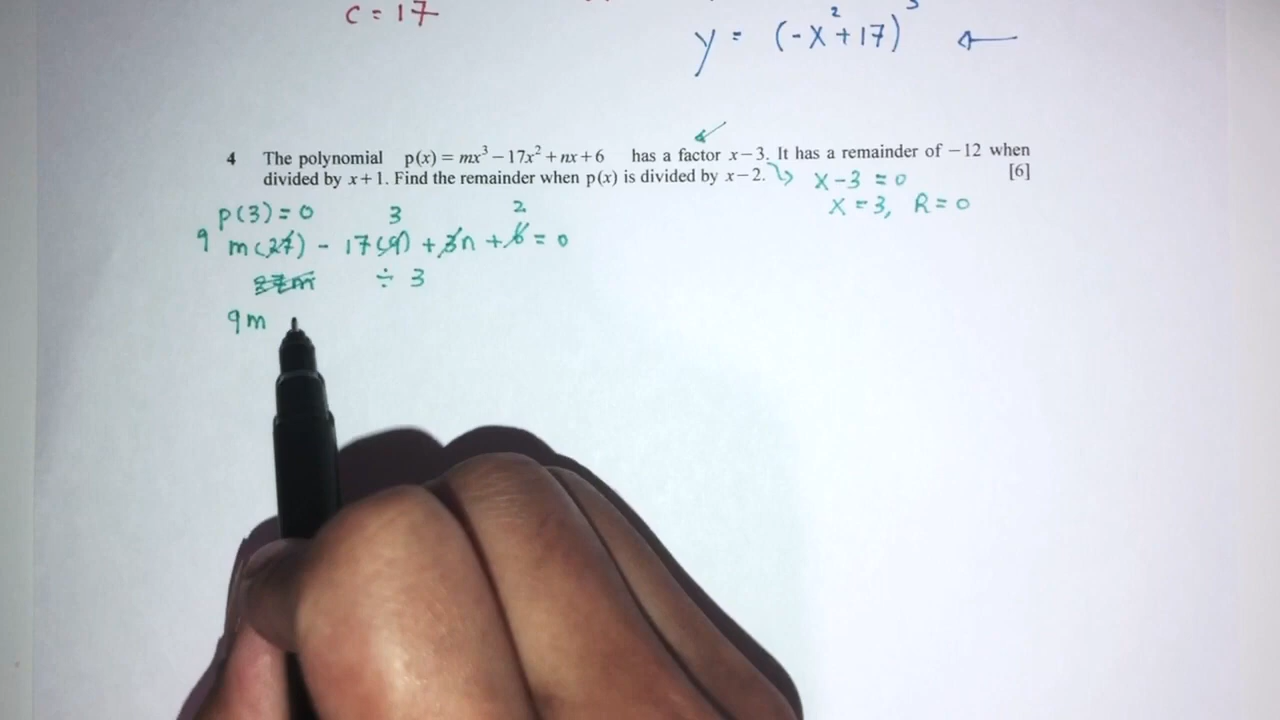 c = 17
y = (-x² + 17)³ ←
4 The polynomial p(x) = mx³ − 17x² + nx + 6 has a factor x − 3. It has a remainder of −12 when
divided by x + 1. Find the remainder when p(x) is divided by x − 2. [6]
x - 3 = 0
x = 3, R = 0
p(3) = 0 3 2
9 m(27) - 17(9) + 3n + 6 = 0
27m ÷ 3
9m